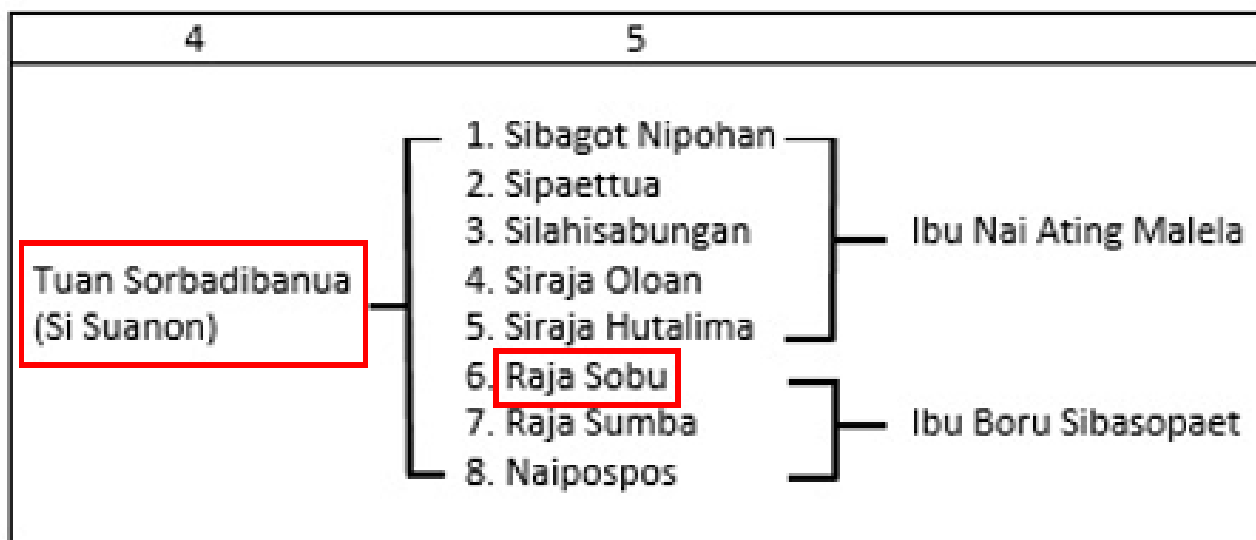 4 5
1. Sibagot Nipohan
2. Sipaettua
3. Silahisabungan Ibu Nai Ating Malela
Tuan Sorbadibanua 4. Siraja Oloan
(Si Suanon) 5. Siraja Hutalima
6. Raja Sobu
7. Raja Sumba Ibu Boru Sibasopaet
8. Naipospos